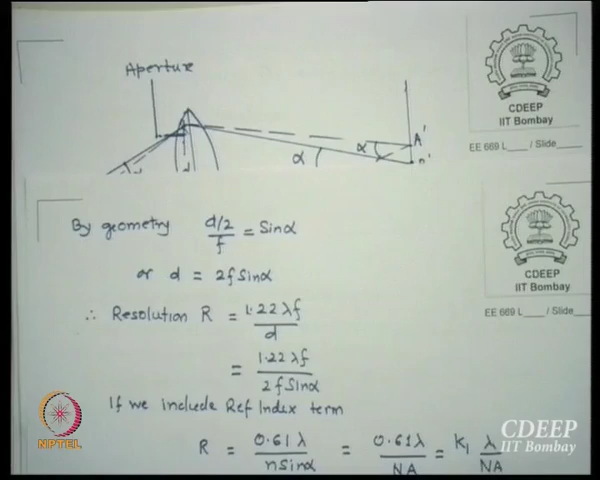 Aperture
A'
α
α
CDEEP
IIT Bombay
EE 669 L___ / Slide___
By geometry d/2 / f = Sinα
or d = 2f Sinα
∴ Resolution R = 1.22 λf / d
= 1.22 λf / 2f Sinα
If we include Ref Index term
R = 0.61 λ / n Sinα = 0.61 λ / NA = K₁ λ / NA
CDEEP
IIT Bombay
EE 669 L___ / Slide___
NPTEL
CDEEP
IIT Bombay